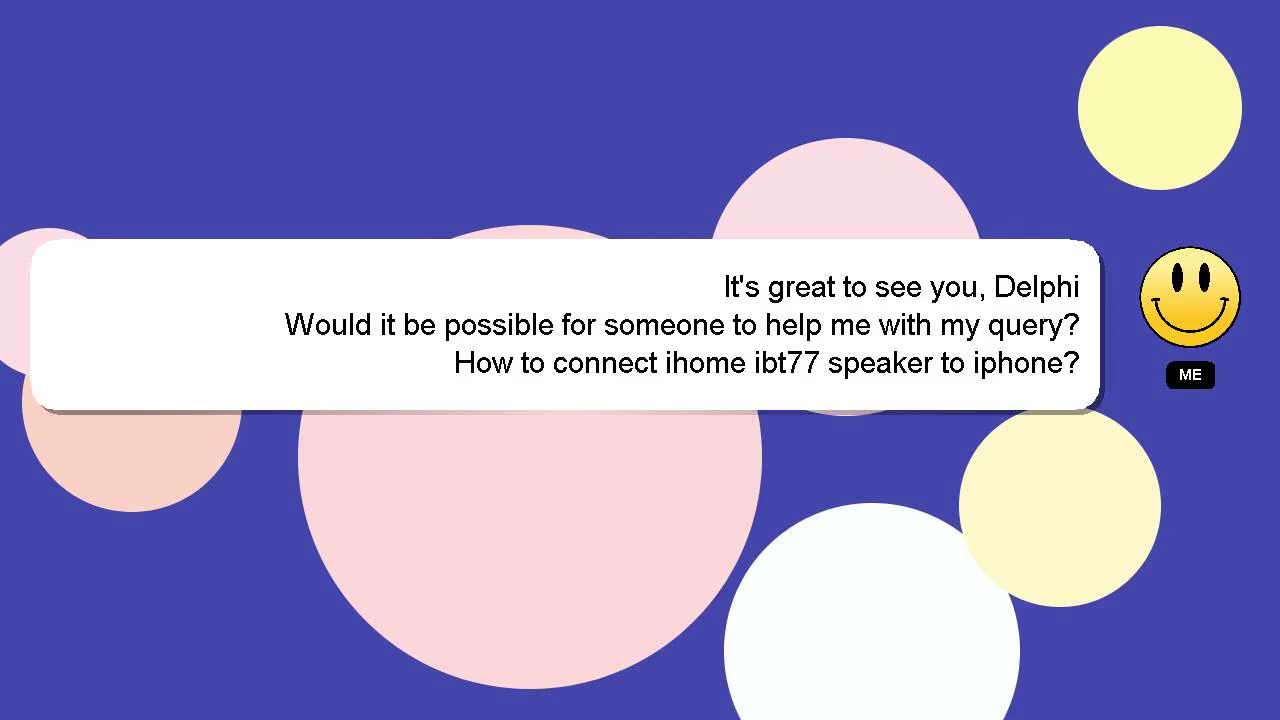 It's great to see you, Delphi
Would it be possible for someone to help me with my query?
How to connect ihome ibt77 speaker to iphone?
ME